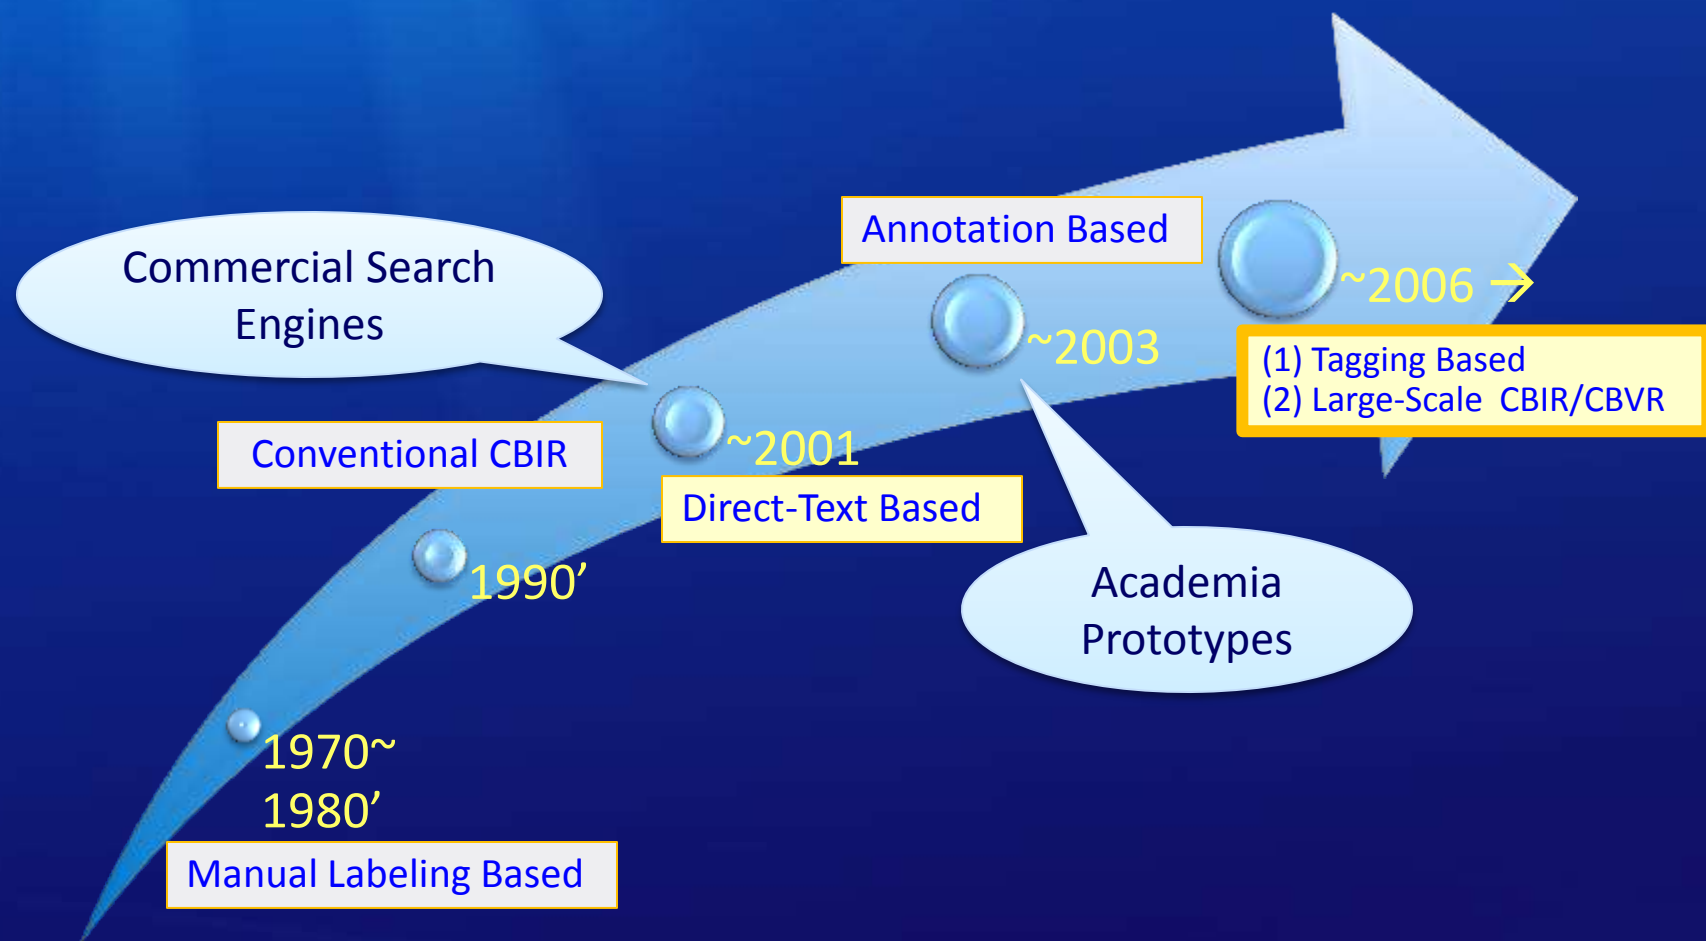 Annotation Based
Commercial Search
Engines
~2006 →
~2003
(1) Tagging Based
(2) Large-Scale CBIR/CBVR
Conventional CBIR
~2001
Direct-Text Based
1990’
Academia
Prototypes
1970~
1980’
Manual Labeling Based